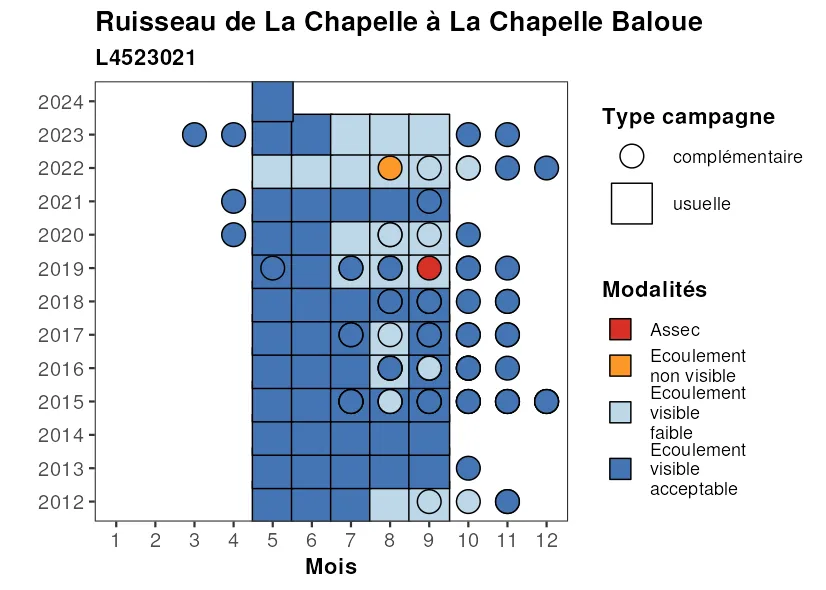 Ruisseau de La Chapelle à La Chapelle Baloue
L4523021
2024
2023
2022
2021
2020
2019
2018
2017
2016
2015
2014
2013
2012
1 2 3 4 5 6 7 8 9 10 11 12
Mois
Type campagne
complémentaire
usuelle
Modalités
Assec
Ecoulement
non visible
Ecoulement
visible
faible
Ecoulement
visible
acceptable